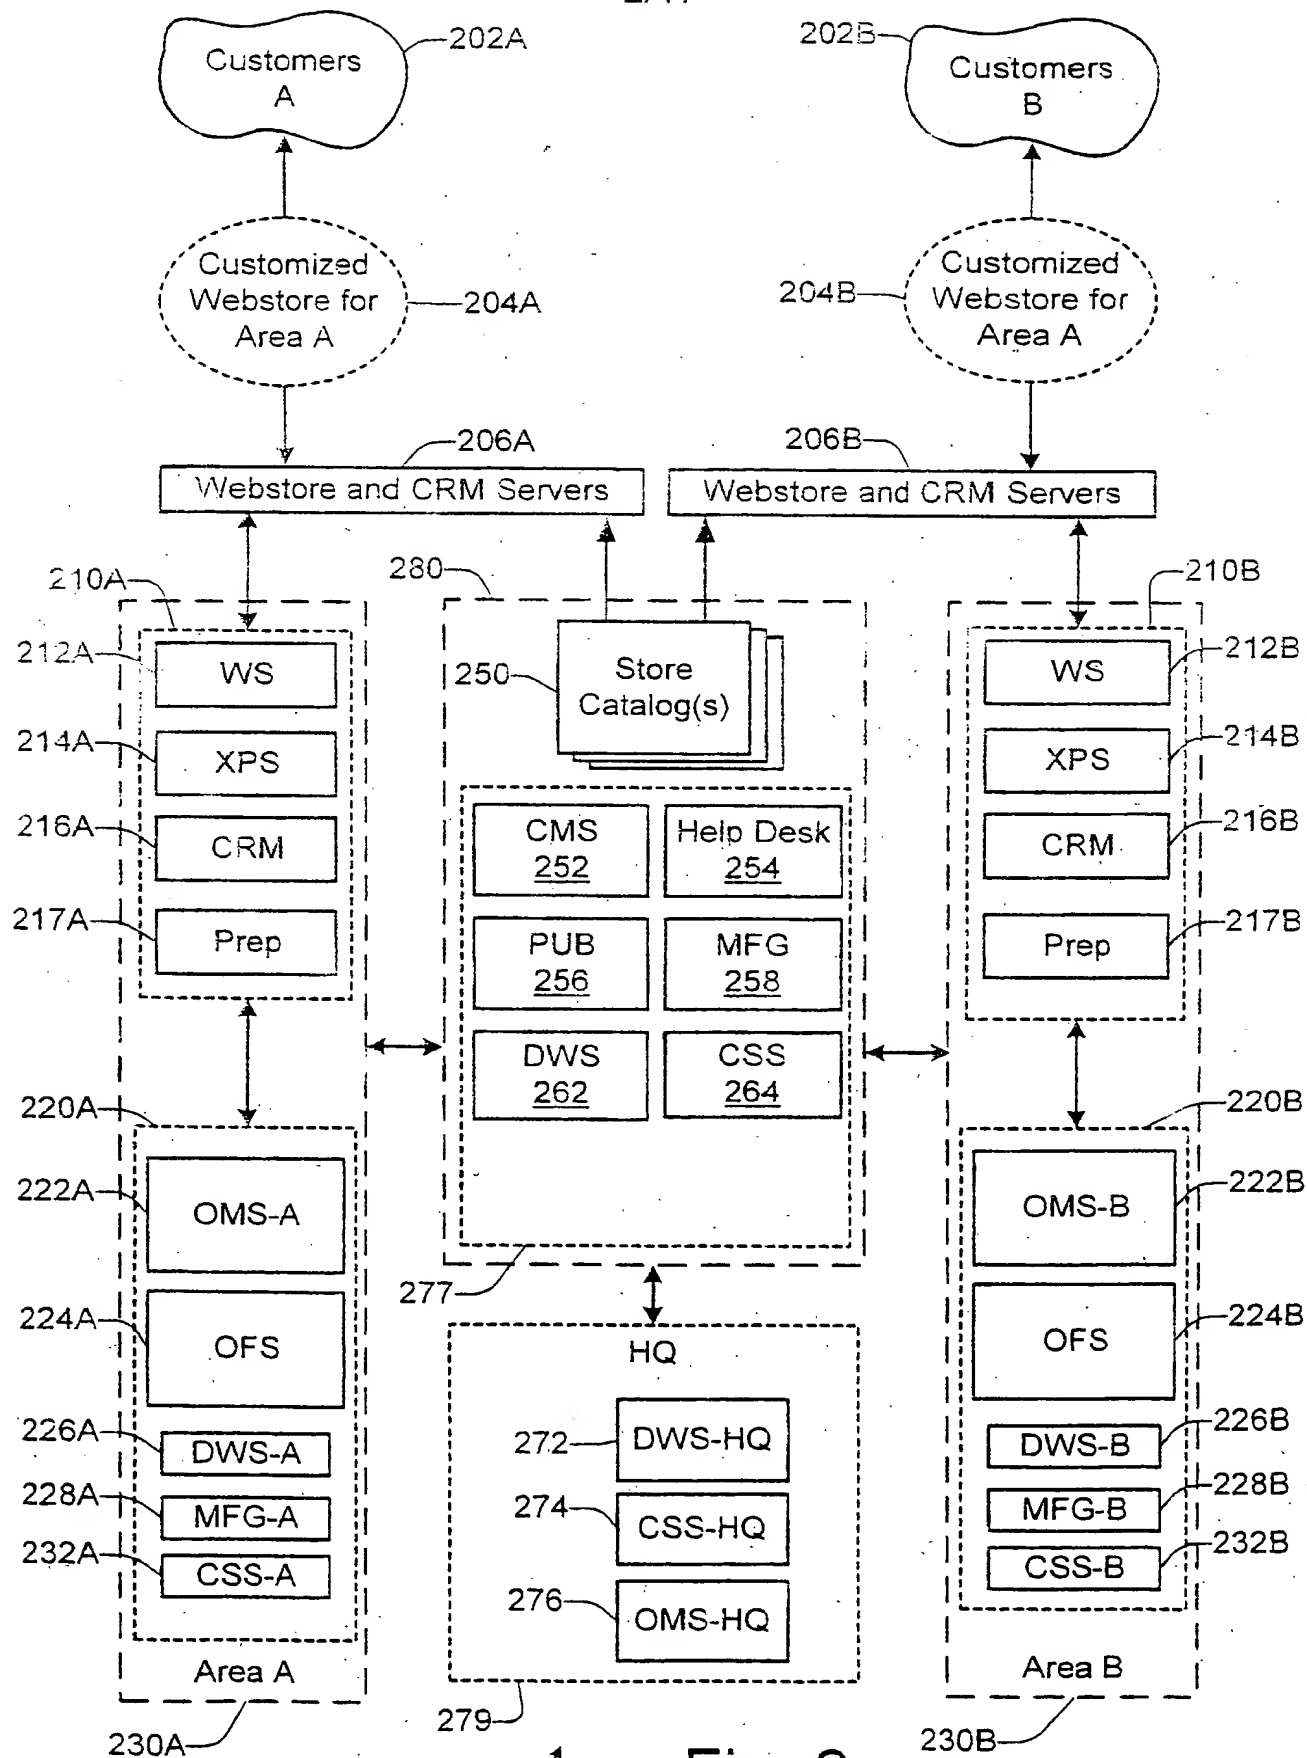 202A
Customers
A
202B
Customers
B
Customized
Webstore for
Area A
204A
204B
Customized
Webstore for
Area A
206A
Webstore and CRM Servers
206B
Webstore and CRM Servers
210A
212A
WS
214A
XPS
216A
CRM
217A
Prep
280
250
Store
Catalog(s)
CMS
252
Help Desk
254
PUB
256
MFG
258
DWS
262
CSS
264
277
210B
WS
212B
XPS
214B
CRM
216B
Prep
217B
220A
222A
OMS-A
224A
OFS
226A
DWS-A
228A
MFG-A
232A
CSS-A
Area A
230A
HQ
272
DWS-HQ
274
CSS-HQ
276
OMS-HQ
279
220B
OMS-B
222B
OFS
224B
DWS-B
226B
MFG-B
228B
CSS-B
232B
Area B
230B